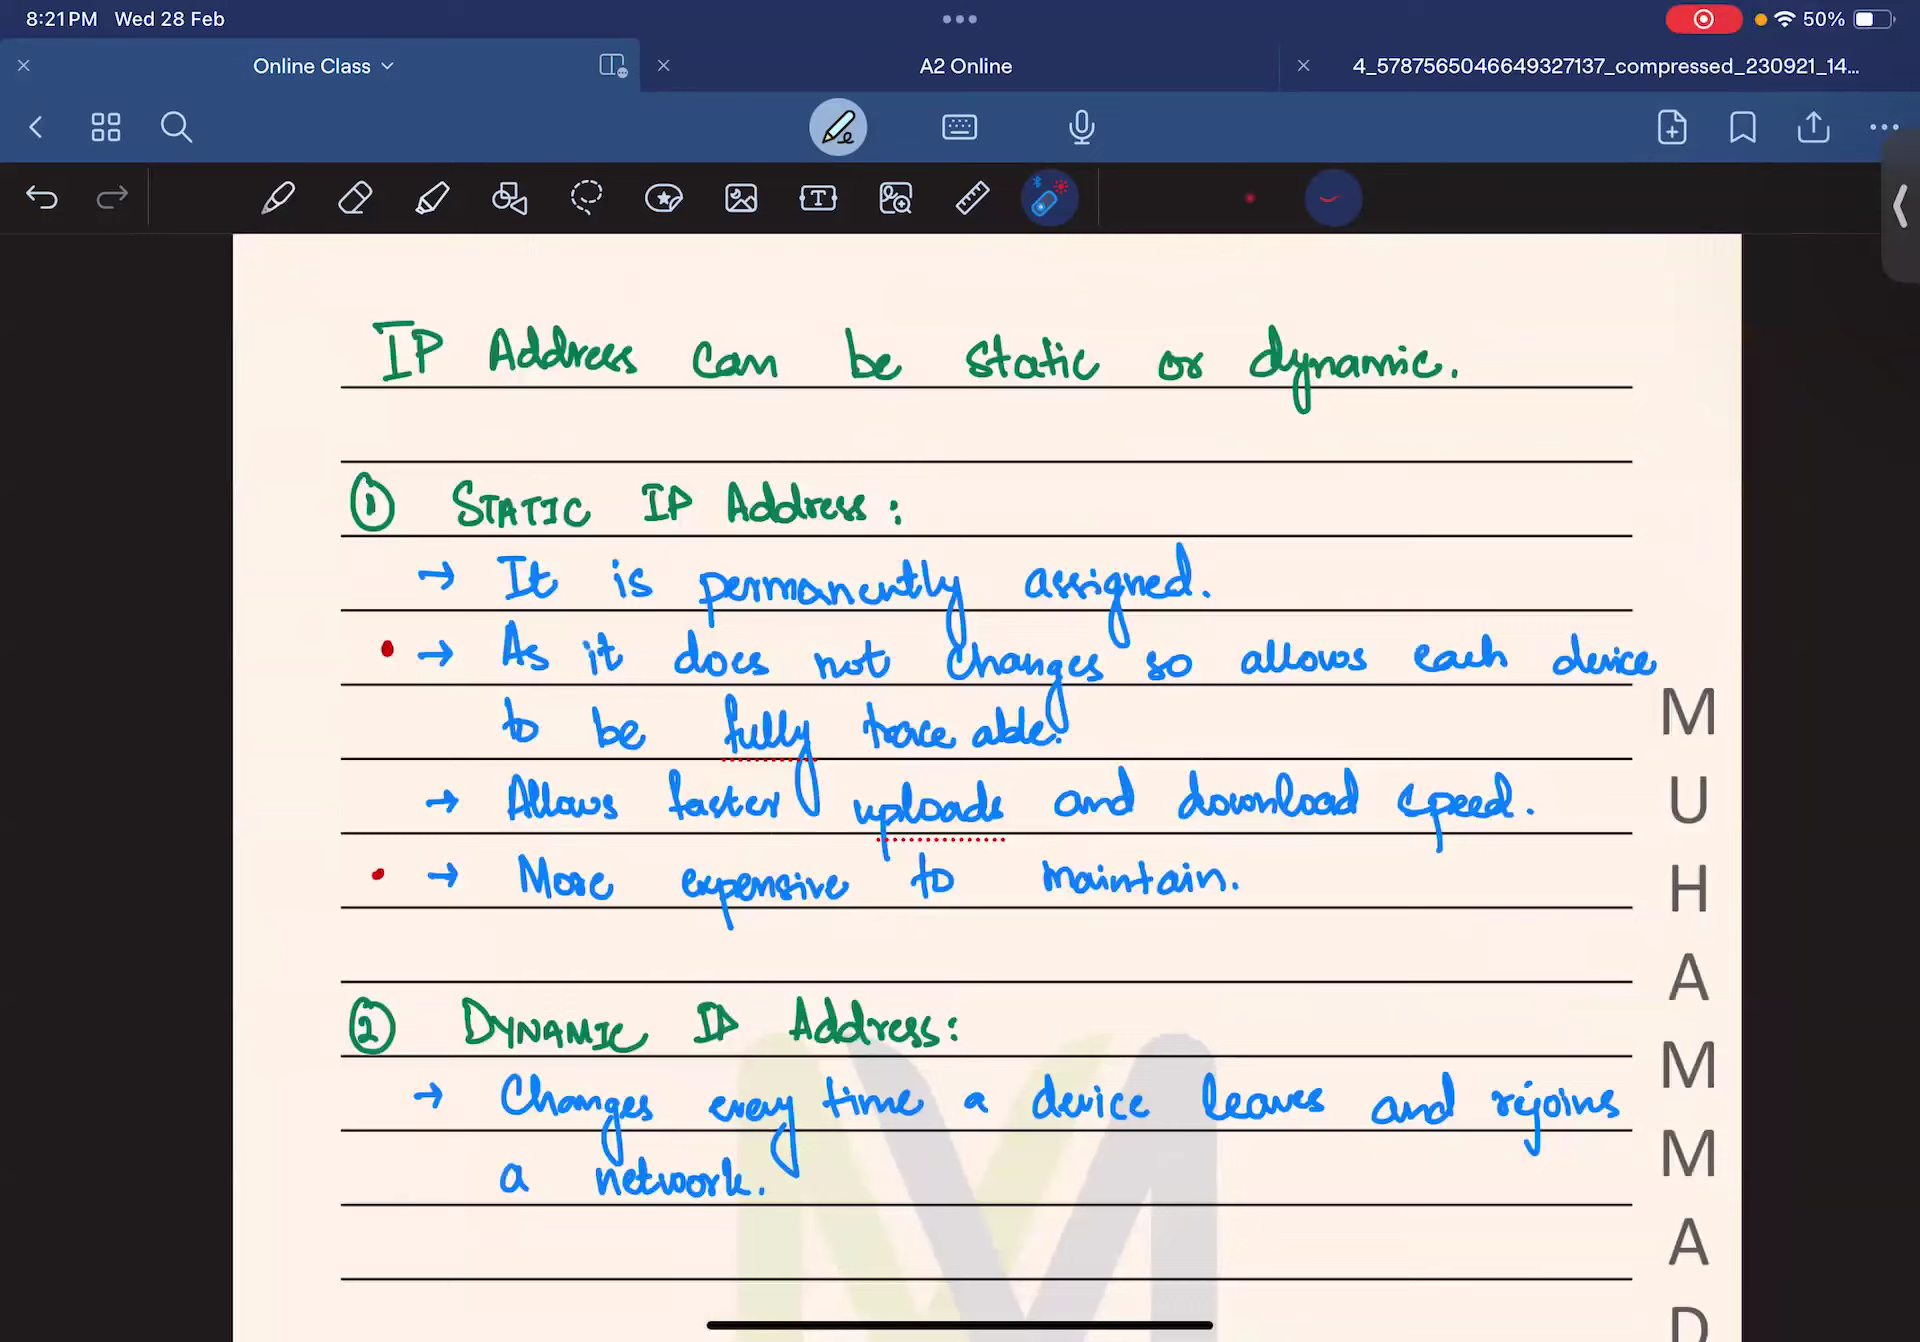 8:21PM Wed 28 Feb
50%
Online Class
A2 Online
4_5787565046649327137_compressed_230921_14...
IP Address can be static or dynamic.
1 STATIC IP Address:
→ It is permanently assigned.
• → As it does not changes so allows each device
to be fully trace able.
→ Allows faster uploads and download speed.
• → More expensive to maintain.
2 DYNAMIC IP Address:
→ Changes every time a device leaves and rejoins
a network.
M
U
H
A
M
M
A
D